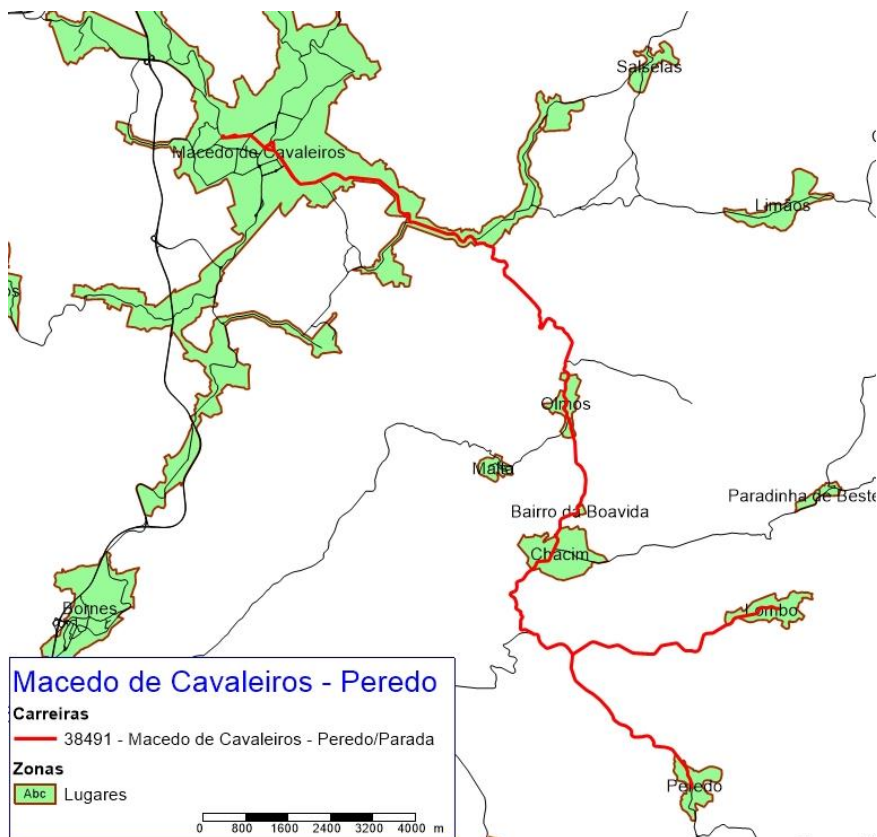 Salselas
Macedo de Cavaleiros
Limãos
os
Olmos
Malta
Paradinha de Beste
Bairro da Boavida
Chacim
Bornes
Lombo
Peredo
Macedo de Cavaleiros - Peredo
Carreiras
38491 - Macedo de Cavaleiros - Peredo/Parada
Zonas
Abc Lugares
0 800 1600 2400 3200 4000 m